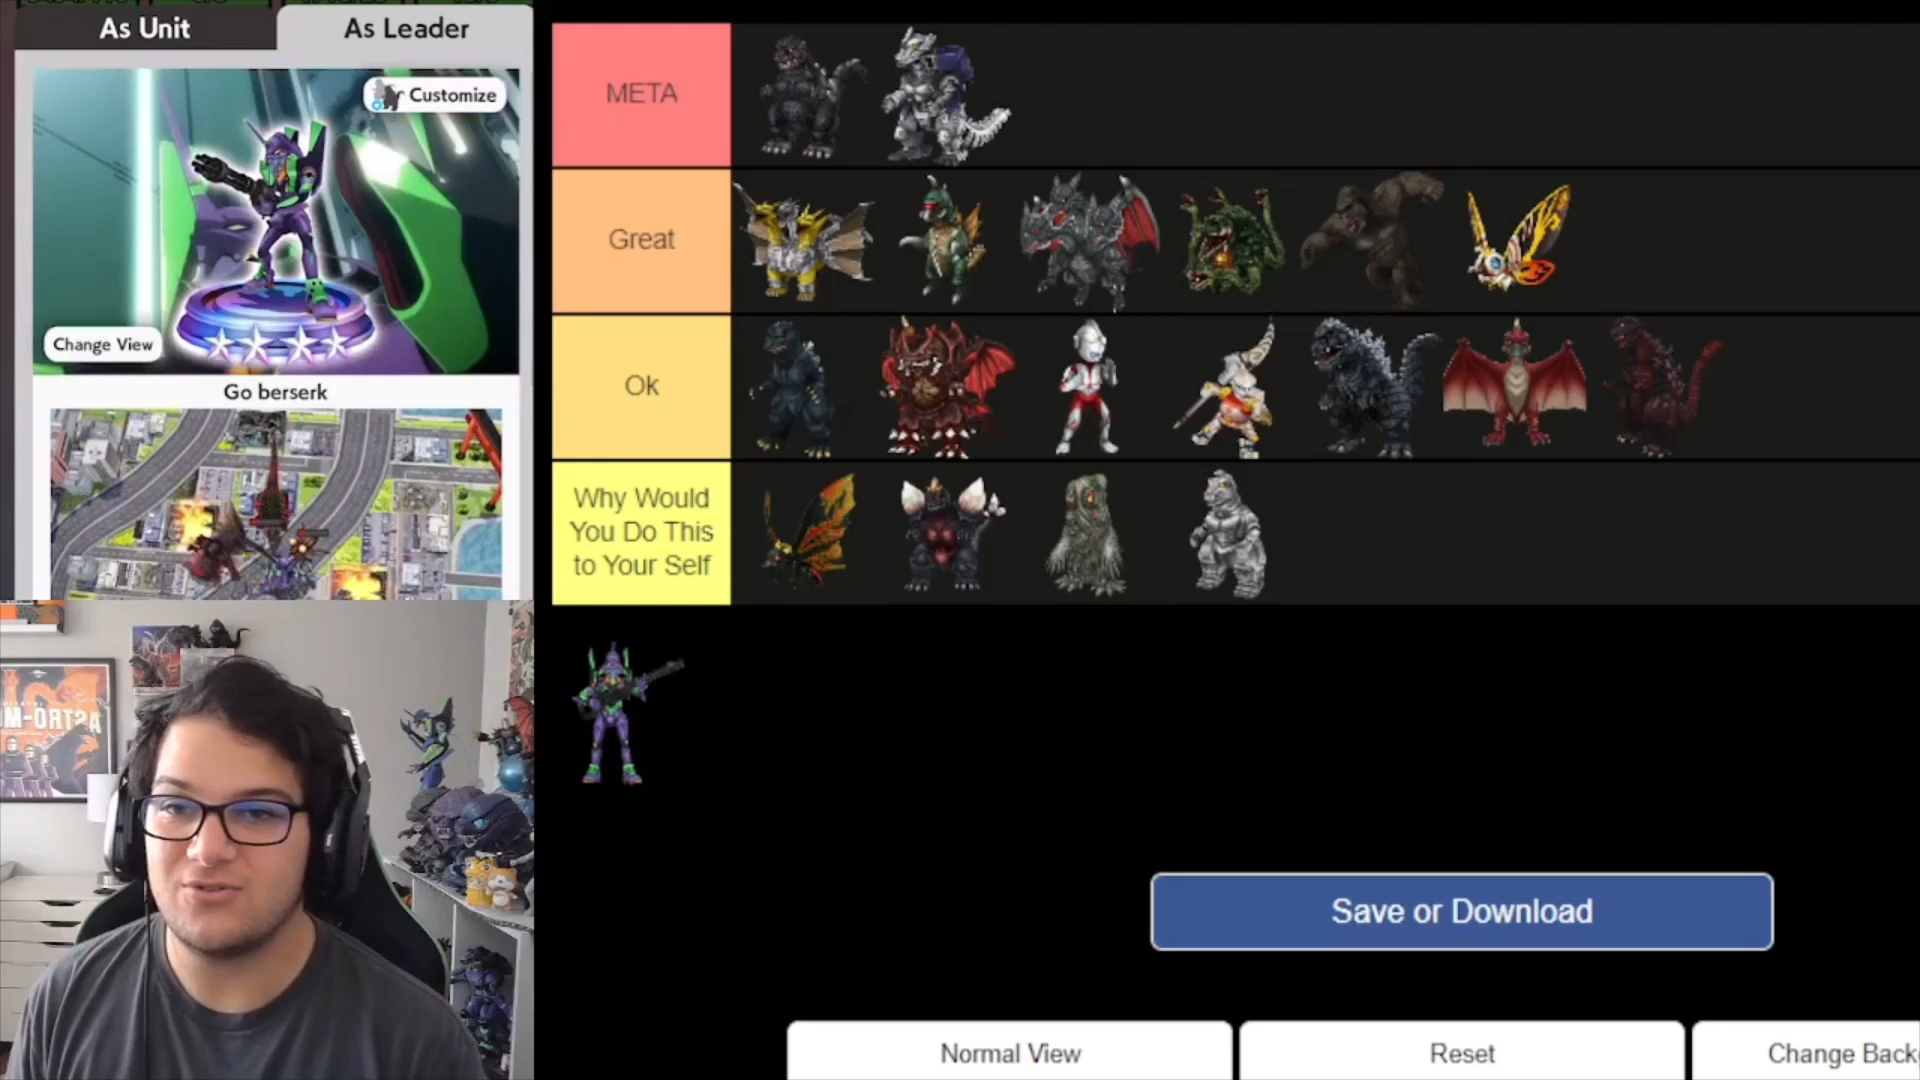 As Unit
As Leader
Customize
Change View
Go berserk
META
Great
Ok
Why Would
You Do This
to Your Self
Save or Download
Normal View
Reset
Change Back